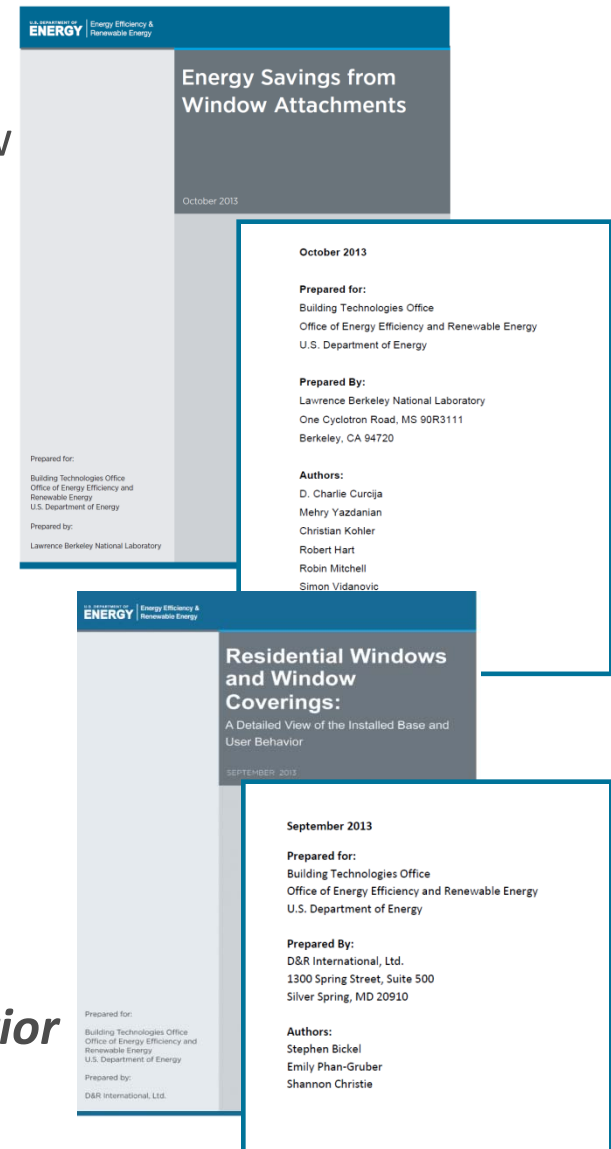 U.S. DEPARTMENT OF
ENERGY
Energy Efficiency &
Renewable Energy
Energy Savings from
Window Attachments
October 2013
Prepared for:
Building Technologies Office
Office of Energy Efficiency and
Renewable Energy
U.S. Department of Energy
Prepared by:
Lawrence Berkeley National Laboratory
October 2013
Prepared for:
Building Technologies Office
Office of Energy Efficiency and Renewable Energy
U.S. Department of Energy
Prepared By:
Lawrence Berkeley National Laboratory
One Cyclotron Road, MS 90R3111
Berkeley, CA 94720
Authors:
D. Charlie Curcija
Mehry Yazdanian
Christian Kohler
Robert Hart
Robin Mitchell
Simon Vidanovic
U.S. DEPARTMENT OF
ENERGY
Energy Efficiency &
Renewable Energy
Residential Windows
and Window
Coverings:
A Detailed View of the Installed Base and
User Behavior
SEPTEMBER 2013
Prepared for:
Building Technologies Office
Office of Energy Efficiency and
Renewable Energy
U.S. Department of Energy
Prepared by:
D&R International, Ltd.
September 2013
Prepared for:
Building Technologies Office
Office of Energy Efficiency and Renewable Energy
U.S. Department of Energy
Prepared By:
D&R International, Ltd.
1300 Spring Street, Suite 500
Silver Spring, MD 20910
Authors:
Stephen Bickel
Emily Phan-Gruber
Shannon Christie
ior